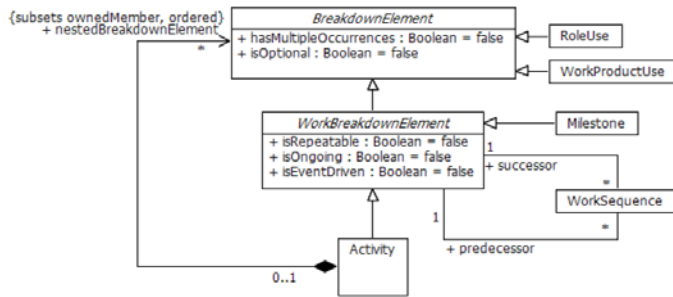 {subsets ownedMember, ordered}
+ nestedBreakdownElement
*
BreakdownElement
+ hasMultipleOccurrences : Boolean = false
+ isOptional : Boolean = false
RoleUse
WorkProductUse
WorkBreakdownElement
+ isRepeatable : Boolean = false
+ isOngoing : Boolean = false
+ isEventDriven : Boolean = false
Milestone
1
+ successor
*
WorkSequence
*
1
+ predecessor
Activity
0..1